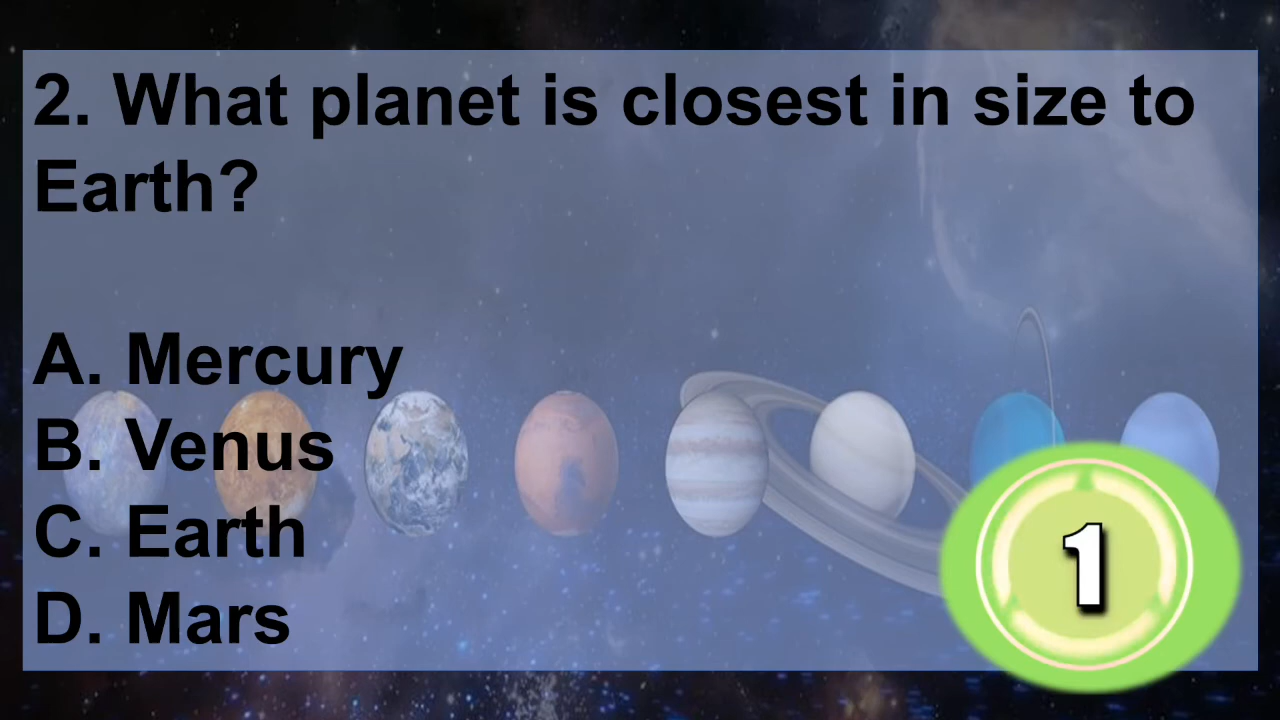 2. What planet is closest in size to
Earth?
A. Mercury
B. Venus
C. Earth
D. Mars
1